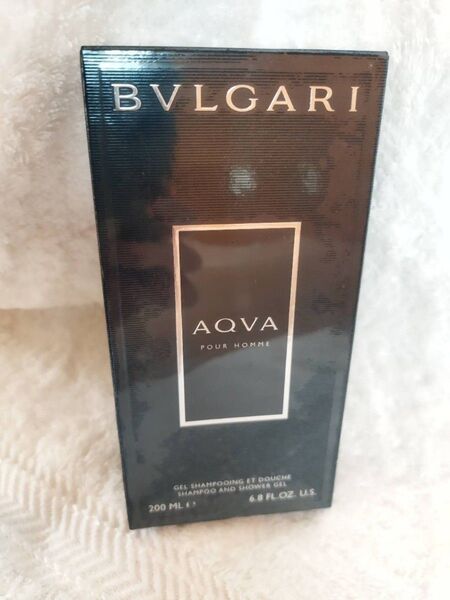 BVLGARI
AQVA
POUR HOMME
GEL SHAMPOOING ET DOUCHE
SHAMPOO AND SHOWER GEL
200 ML ℮ 6.8 FL.OZ. U.S.